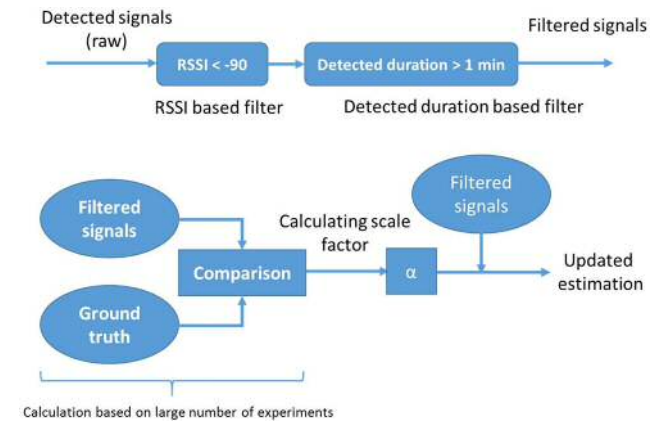 Detected signals
(raw)
Filtered signals
RSSI < -90
Detected duration > 1 min
RSSI based filter
Detected duration based filter
Filtered
signals
Filtered
signals
Calculating scale
factor
Comparison
α
Updated
estimation
Ground
truth
Calculation based on large number of experiments